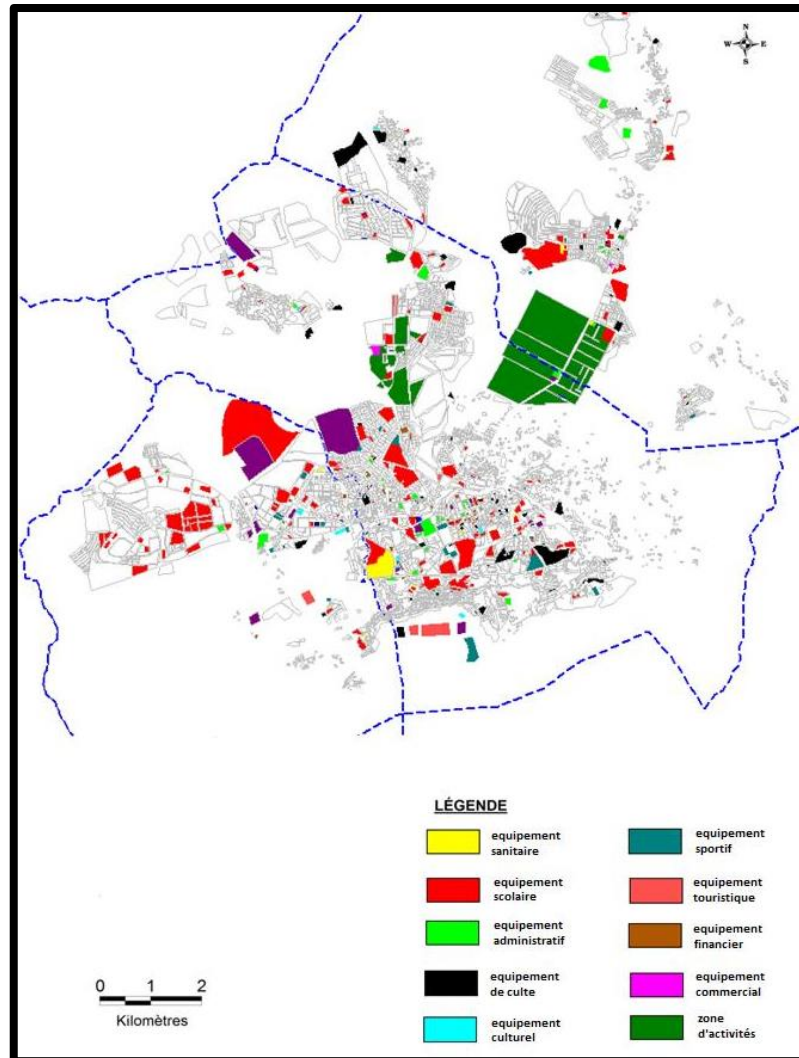 N
W E
S
LÉGENDE
equipement
sanitaire
equipement
scolaire
equipement
administratif
equipement
de culte
equipement
culturel
equipement
sportif
equipement
touristique
equipement
financier
equipement
commercial
zone
d'activités
0 1 2
Kilomètres